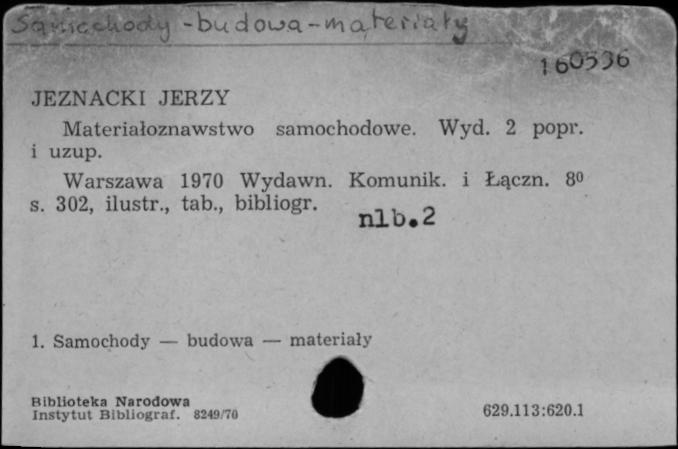 Samochody - budowa - materiały
160536
JEZNACKI JERZY
Materiałoznawstwo samochodowe. Wyd. 2 popr.
i uzup.
Warszawa 1970 Wydawn. Komunik. i Łączn. 8⁰
s. 302, ilustr., tab., bibliogr.
nlb.2
1. Samochody — budowa — materiały
Biblioteka Narodowa
Instytut Bibliograf. 8249/70
629.113:620.1